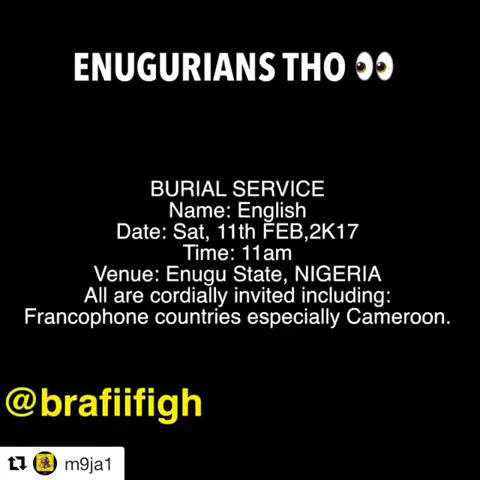 ENUGURIANS THO 👀
BURIAL SERVICE
Name: English
Date: Sat, 11th FEB,2K17
Time: 11am
Venue: Enugu State, NIGERIA
All are cordially invited including:
Francophone countries especially Cameroon.
@brafiifigh
m9ja1